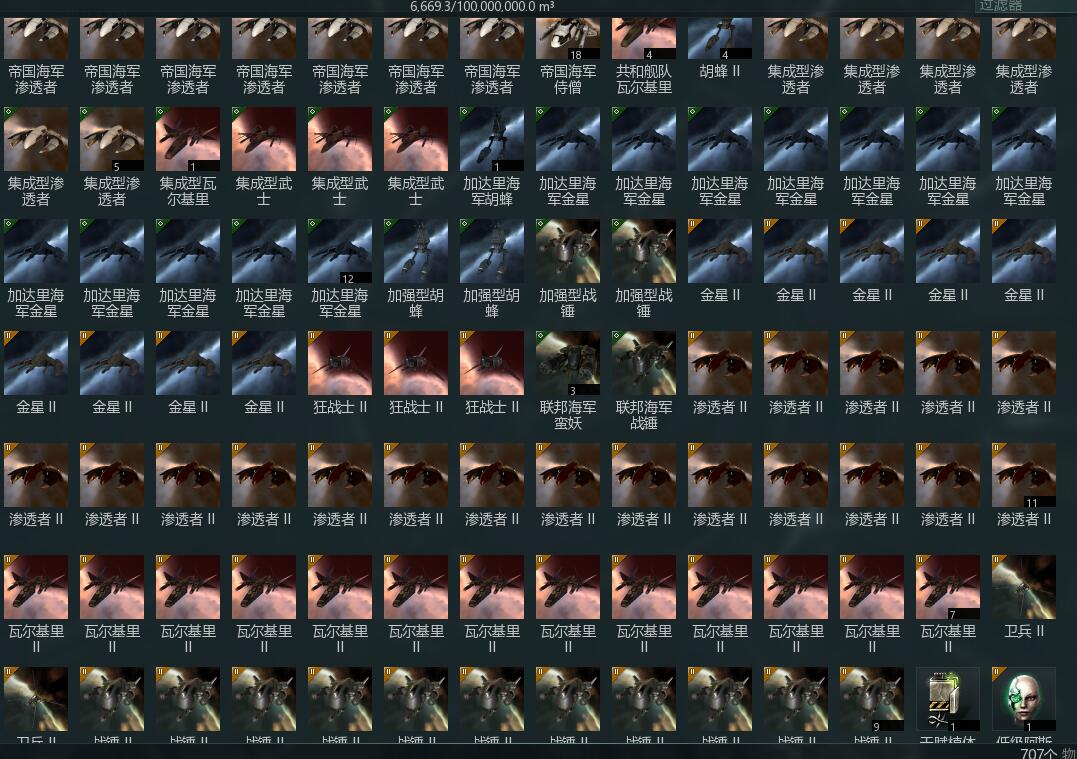 6,669.3/100,000,000.0 m³
过滤器
18 4 4
帝国海军 帝国海军 帝国海军 帝国海军 帝国海军 帝国海军 帝国海军 帝国海军 共和舰队 胡蜂 II 集成型渗 集成型渗 集成型渗 集成型渗
渗透者 渗透者 渗透者 渗透者 渗透者 渗透者 渗透者 侍僧 瓦尔基里 透者 透者 透者 透者
5 1 1
集成型渗 集成型渗 集成型瓦 集成型武 集成型武 集成型武 加达里海 加达里海 加达里海 加达里海 加达里海 加达里海 加达里海 加达里海
透者 透者 尔基里 士 士 士 军胡蜂 军金星 军金星 军金星 军金星 军金星 军金星 军金星
12
加达里海 加达里海 加达里海 加达里海 加达里海 加强型胡 加强型胡 加强型战 加强型战 金星 II 金星 II 金星 II 金星 II 金星 II
军金星 军金星 军金星 军金星 军金星 蜂 蜂 锤 锤
3
金星 II 金星 II 金星 II 金星 II 狂战士 II 狂战士 II 狂战士 II 联邦海军 联邦海军 渗透者 II 渗透者 II 渗透者 II 渗透者 II 渗透者 II
蛮妖 战锤
11
渗透者 II 渗透者 II 渗透者 II 渗透者 II 渗透者 II 渗透者 II 渗透者 II 渗透者 II 渗透者 II 渗透者 II 渗透者 II 渗透者 II 渗透者 II 渗透者 II
7
瓦尔基里 瓦尔基里 瓦尔基里 瓦尔基里 瓦尔基里 瓦尔基里 瓦尔基里 瓦尔基里 瓦尔基里 瓦尔基里 瓦尔基里 瓦尔基里 瓦尔基里 卫兵 II
II II II II II II II II II II II II II
9 1 1
卫兵 II 战锤 II 战锤 II 战锤 II 战锤 II 战锤 II 战锤 II 战锤 II 战锤 II 战锤 II 战锤 II 战锤 II 低级阿斯
707个 物